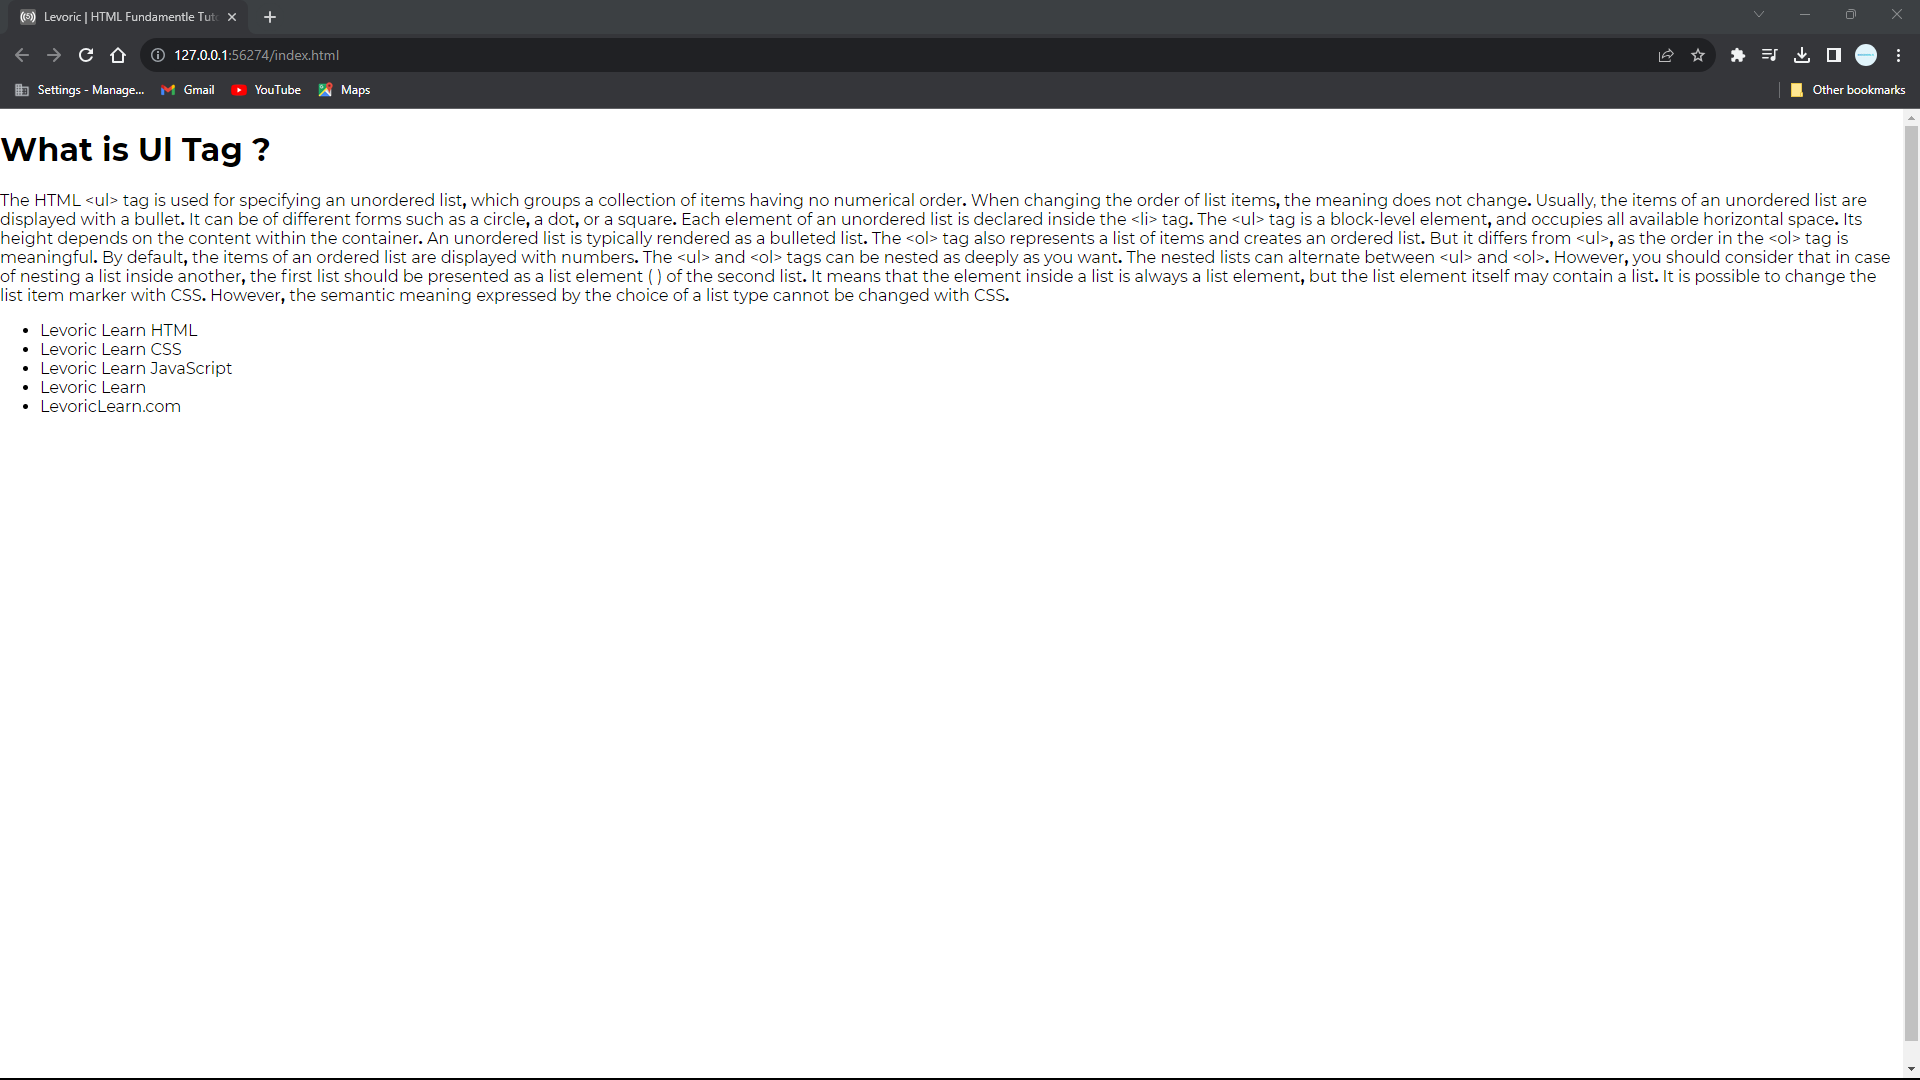 Levoric | HTML Fundamentle Tuto
127.0.0.1:56274/index.html
Settings - Manage... Gmail YouTube Maps Other bookmarks
What is Ul Tag ?
The HTML <ul> tag is used for specifying an unordered list, which groups a collection of items having no numerical order. When changing the order of list items, the meaning does not change. Usually, the items of an unordered list are
displayed with a bullet. It can be of different forms such as a circle, a dot, or a square. Each element of an unordered list is declared inside the <li> tag. The <ul> tag is a block-level element, and occupies all available horizontal space. Its
height depends on the content within the container. An unordered list is typically rendered as a bulleted list. The <ol> tag also represents a list of items and creates an ordered list. But it differs from <ul>, as the order in the <ol> tag is
meaningful. By default, the items of an ordered list are displayed with numbers. The <ul> and <ol> tags can be nested as deeply as you want. The nested lists can alternate between <ul> and <ol>. However, you should consider that in case
of nesting a list inside another, the first list should be presented as a list element ( ) of the second list. It means that the element inside a list is always a list element, but the list element itself may contain a list. It is possible to change the
list item marker with CSS. However, the semantic meaning expressed by the choice of a list type cannot be changed with CSS.
• Levoric Learn HTML
• Levoric Learn CSS
• Levoric Learn JavaScript
• Levoric Learn
• LevoricLearn.com